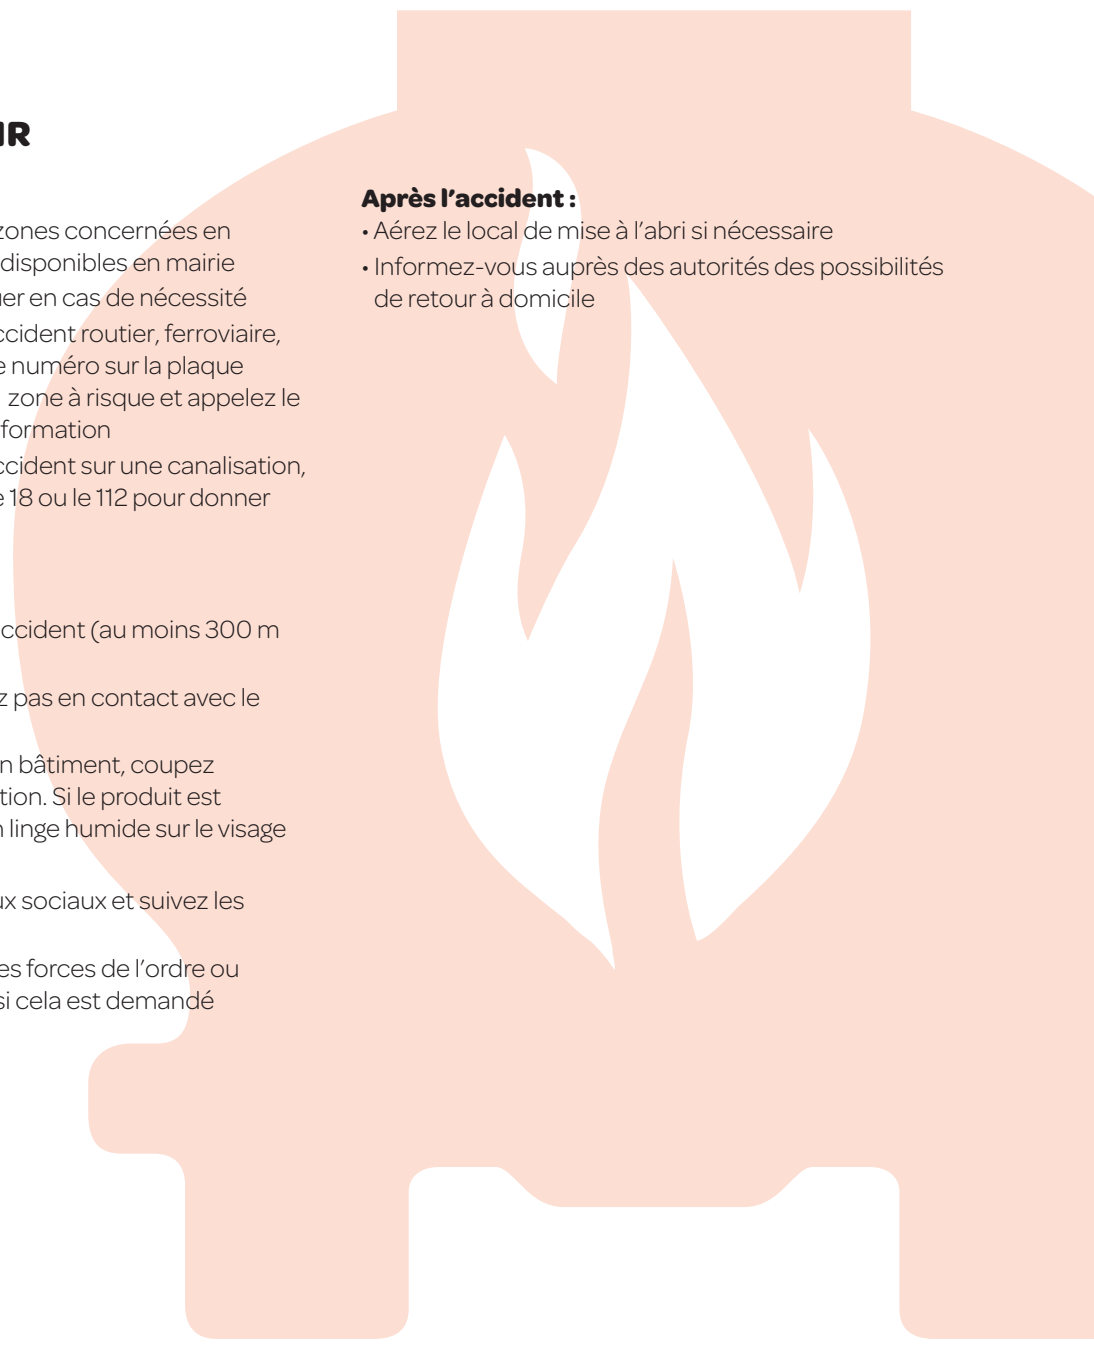 IR
zones concernées en
disponibles en mairie
er en cas de nécessité
ccident routier, ferroviaire,
numéro sur la plaque
zone à risque et appelez le
formation
ccident sur une canalisation,
18 ou le 112 pour donner
ccident (au moins 300 m
z pas en contact avec le
n bâtiment, coupez
tion. Si le produit est
linge humide sur le visage
ux sociaux et suivez les
es forces de l’ordre ou
si cela est demandé
Après l’accident :
• Aérez le local de mise à l’abri si nécessaire
• Informez-vous auprès des autorités des possibilités
de retour à domicile